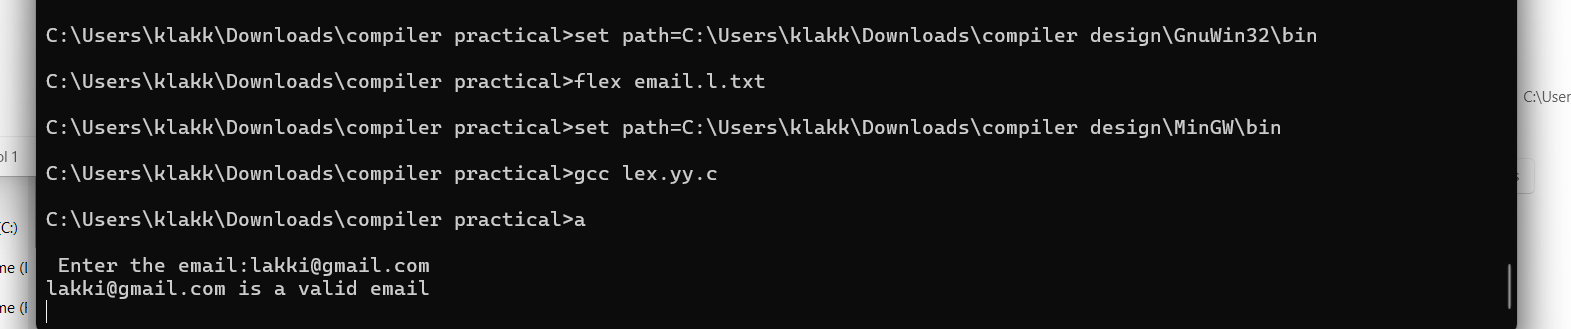 C:\Users\klakk\Downloads\compiler practical>set path=C:\Users\klakk\Downloads\compiler design\GnuWin32\bin
C:\Users\klakk\Downloads\compiler practical>flex email.l.txt
C:\User
C:\Users\klakk\Downloads\compiler practical>set path=C:\Users\klakk\Downloads\compiler design\MinGW\bin
ol 1
C:\Users\klakk\Downloads\compiler practical>gcc lex.yy.c
C:\Users\klakk\Downloads\compiler practical>a
(C:)
Enter the email:lakki@gmail.com
me (
lakki@gmail.com is a valid email
me (